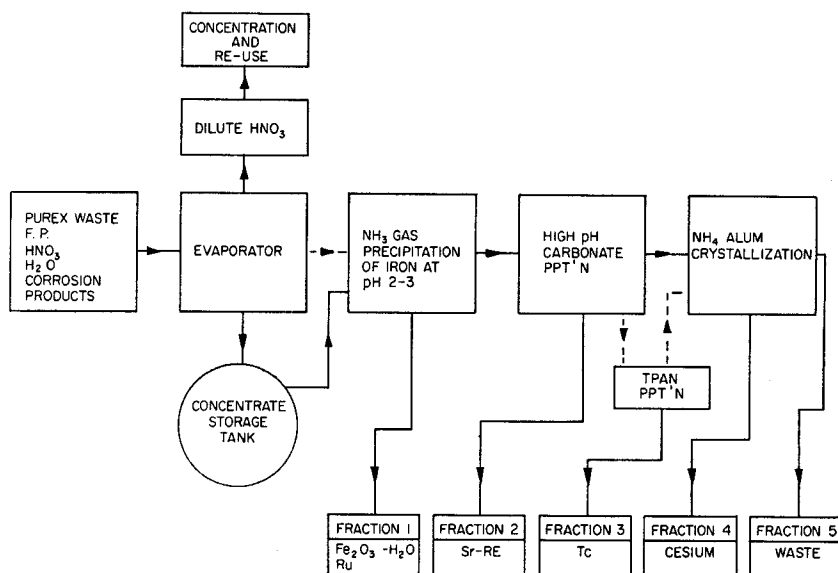 CONCENTRATION
AND
RE-USE
DILUTE HNO₃
PUREX WASTE
F. P.
HNO₃
H₂O
CORROSION
PRODUCTS
EVAPORATOR
NH₃ GAS
PRECIPITATION
OF IRON AT
pH 2-3
HIGH pH
CARBONATE
PPT'N
NH₄ ALUM
CRYSTALLIZATION
CONCENTRATE
STORAGE
TANK
TPAN
PPT'N
FRACTION 1
Fe₂O₃ -H₂O
Ru
FRACTION 2
Sr-RE
FRACTION 3
Tc
FRACTION 4
CESIUM
FRACTION 5
WASTE